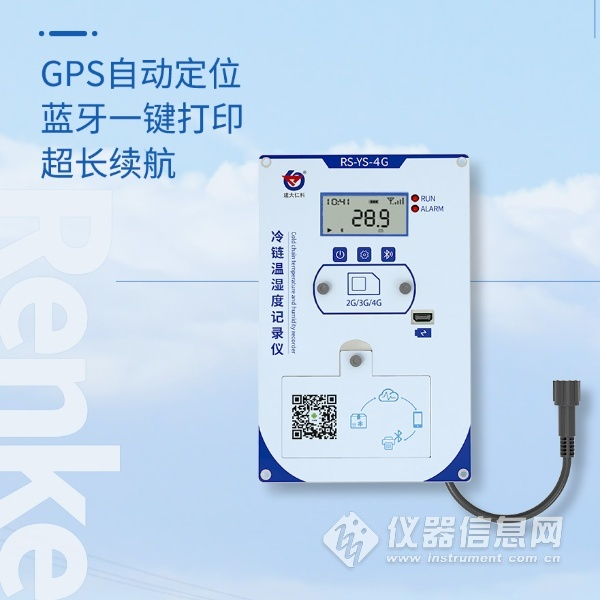 GPS自动定位
蓝牙一键打印
超长续航
Renke
RS-YS-4G
建大仁科
10:41
28.9
RUN
ALARM
冷链温湿度记录仪
Cold chain temperature and humidity recorder
2G/3G/4G
仪器信息网
www.instrument.com.cn